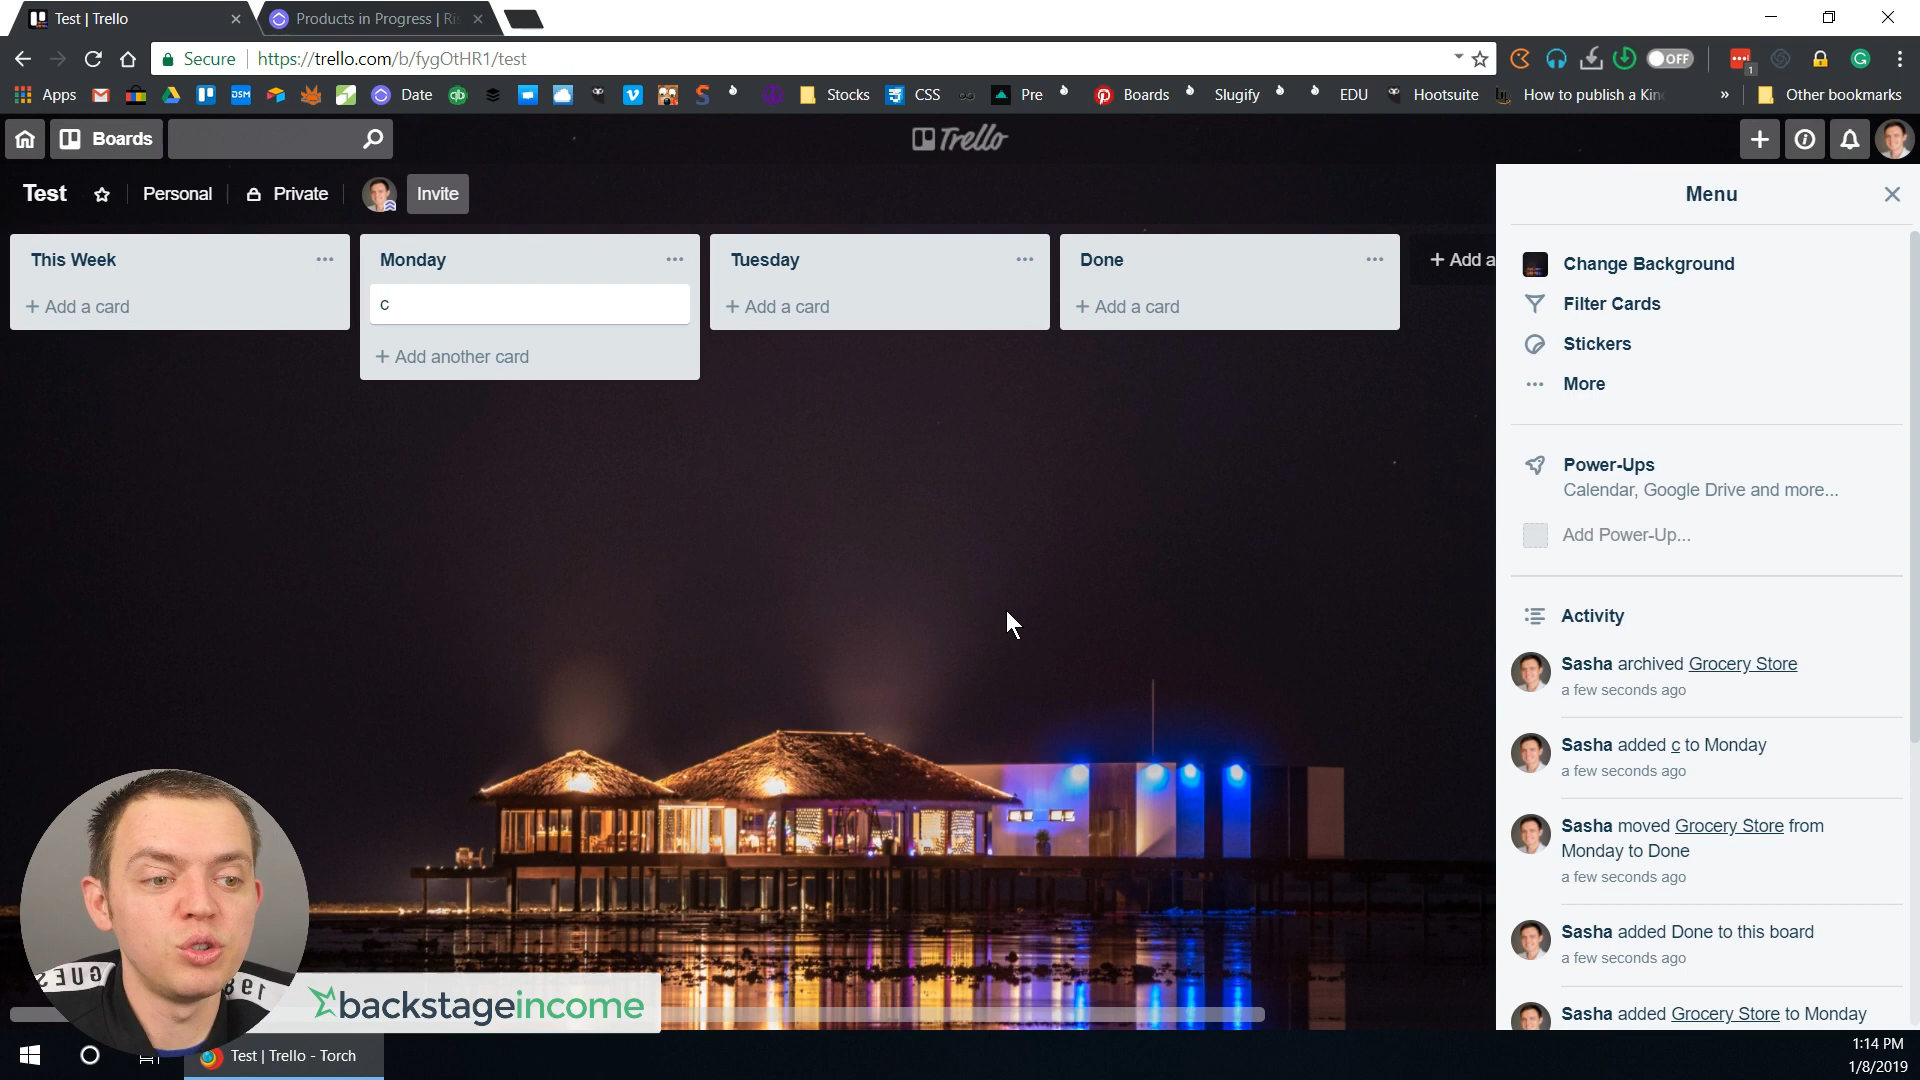 Test | Trello
Products in Progress | Ris
Secure
https://trello.com/b/fygOtHR1/test
OFF
1
Apps
DSM
Date
Stocks
CSS
Pre
Boards
Slugify
EDU
Hootsuite
How to publish a Kin
»
Other bookmarks
Boards
Trello
Test
Personal
Private
Invite
This Week
+ Add a card
Monday
c
+ Add another card
Tuesday
+ Add a card
Done
+ Add a card
+ Add a
Menu
Change Background
Filter Cards
Stickers
More
Power-Ups
Calendar, Google Drive and more...
Add Power-Up...
Activity
Sasha archived Grocery Store
a few seconds ago
Sasha added c to Monday
a few seconds ago
Sasha moved Grocery Store from
Monday to Done
a few seconds ago
Sasha added Done to this board
a few seconds ago
Sasha added Grocery Store to Monday
backstageincome
Test | Trello - Torch
1:14 PM
1/8/2019